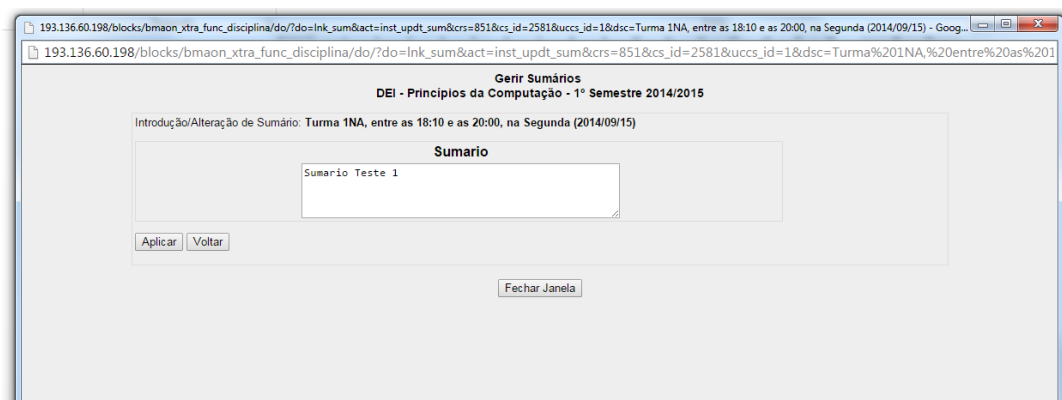 193.136.60.198/blocks/bmaon_xtra_func_disciplina/do/?do=lnk_sum&act=inst_updt_sum&crs=851&cs_id=2581&uccs_id=1&dsc=Turma 1NA, entre as 18:10 e as 20:00, na Segunda (2014/09/15) - Goog...
193.136.60.198/blocks/bmaon_xtra_func_disciplina/do/?do=lnk_sum&act=inst_updt_sum&crs=851&cs_id=2581&uccs_id=1&dsc=Turma%201NA,%20entre%20as%201
Gerir Sumários
DEI - Princípios da Computação - 1º Semestre 2014/2015
Introdução/Alteração de Sumário: Turma 1NA, entre as 18:10 e as 20:00, na Segunda (2014/09/15)
Sumario
Sumario Teste 1
Aplicar Voltar
Fechar Janela